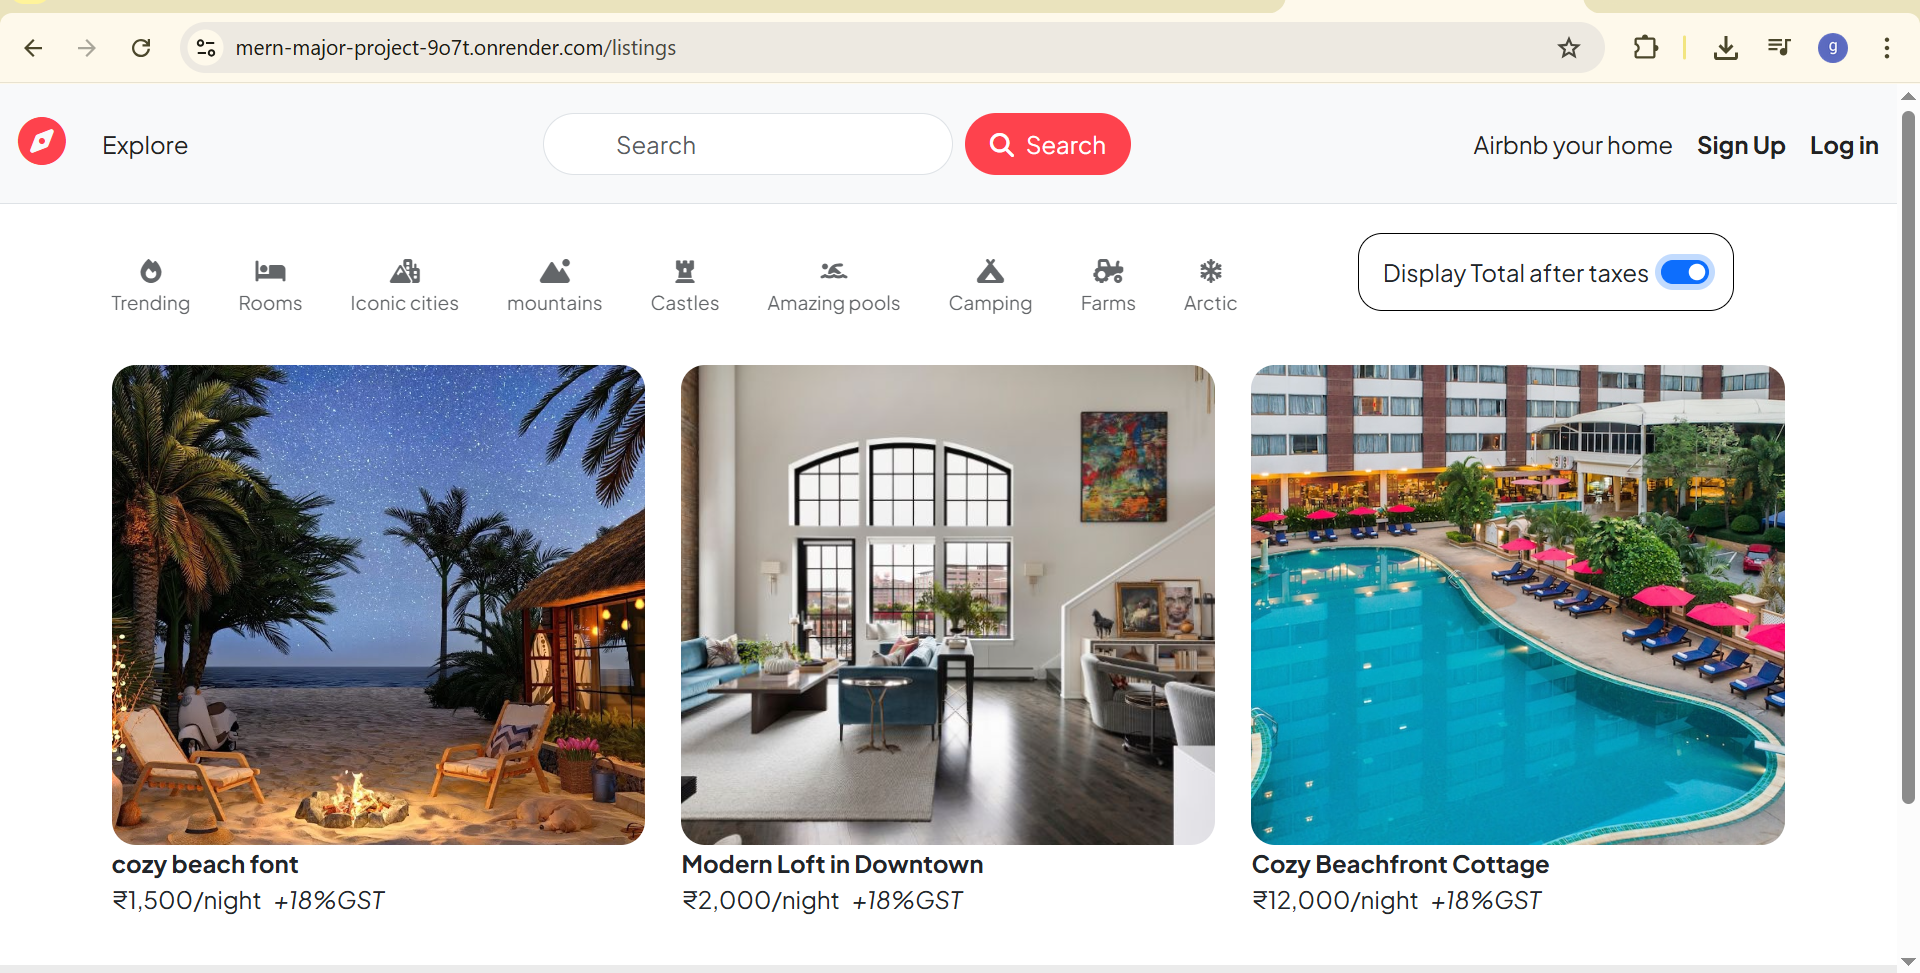 mern-major-project-9o7t.onrender.com/listings
g
Explore
Search
Search
Airbnb your home
Sign Up
Log in
Trending
Rooms
Iconic cities
mountains
Castles
Amazing pools
Camping
Farms
Arctic
Display Total after taxes
cozy beach font
₹1,500/night +18%GST
Modern Loft in Downtown
₹2,000/night +18%GST
Cozy Beachfront Cottage
₹12,000/night +18%GST